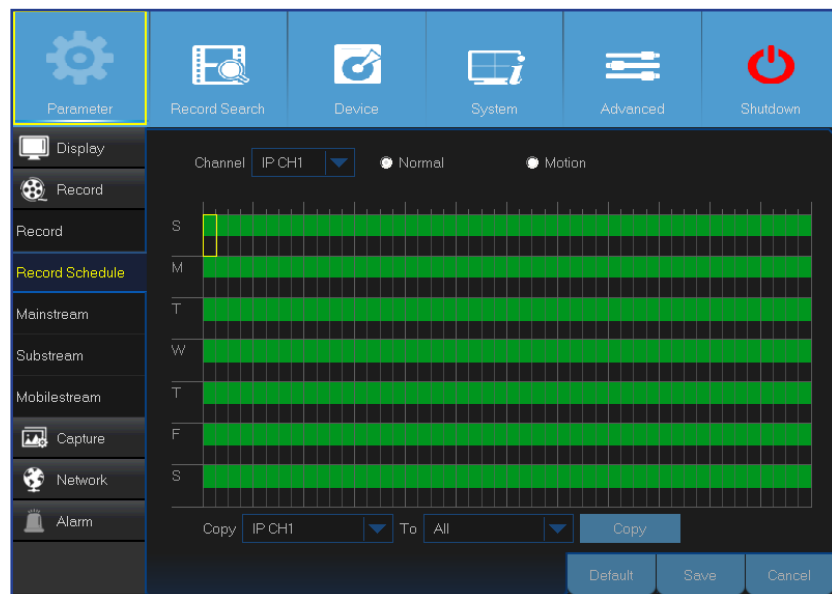 Parameter
Record Search
Device
System
Advanced
Shutdown
Display
Record
Record
Record Schedule
Mainstream
Substream
Mobilestream
Capture
Network
Alarm
Channel IP CH1 Normal Motion
S
M
T
W
T
F
S
Copy IP CH1 To All Copy
Default Save Cancel